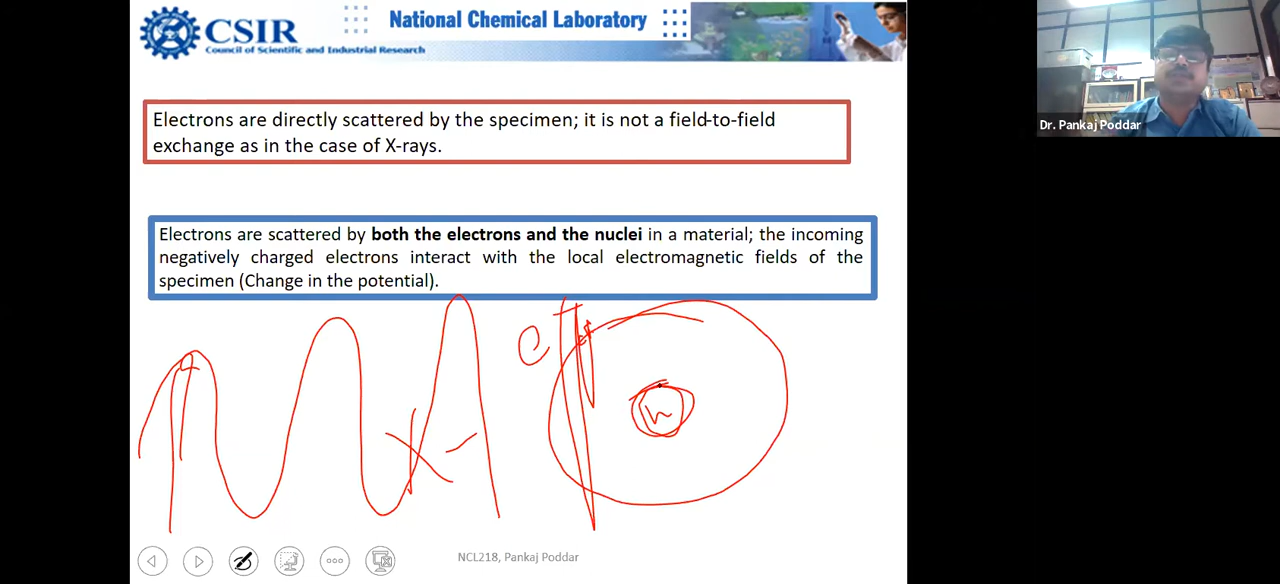 CSIR
Council of Scientific and Industrial Research
National Chemical Laboratory
Dr. Pankaj Poddar
Electrons are directly scattered by the specimen; it is not a field-to-field
exchange as in the case of X-rays.
Electrons are scattered by both the electrons and the nuclei in a material; the incoming
negatively charged electrons interact with the local electromagnetic fields of the
specimen (Change in the potential).
NCL218, Pankaj Poddar